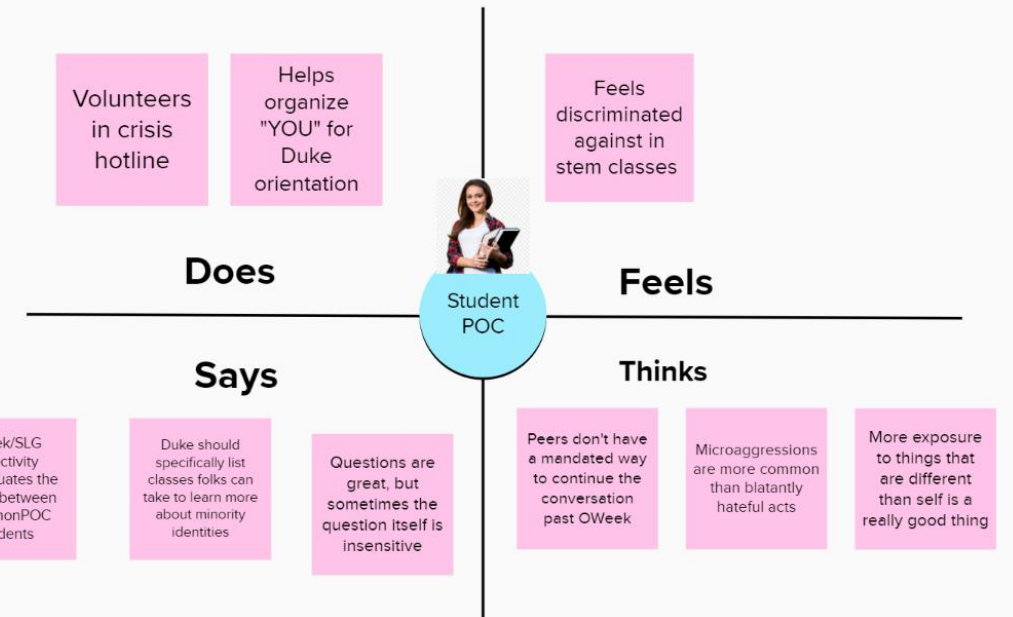 Volunteers
in crisis
hotline
Helps
organize
"YOU" for
Duke
orientation
Feels
discriminated
against in
stem classes
Does
Feels
Student
POC
Says
Thinks
/SLG
the
between
Duke should
specifically list
classes folks can
take to learn more
about minority
identities
Questions are
great, but
sometimes the
question itself is
insensitive
Peers don't have
a mandated way
to continue the
conversation
past OWeek
Microaggressions
are more common
than blatantly
hateful acts
More exposure
to things that
are different
than self is a
really good thing